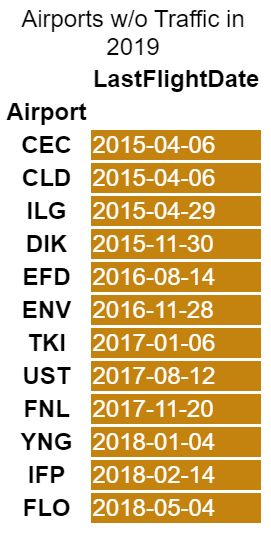 Airports w/o Traffic in
2019
LastFlightDate
Airport
CEC 2015-04-06
CLD 2015-04-06
ILG 2015-04-29
DIK 2015-11-30
EFD 2016-08-14
ENV 2016-11-28
TKI 2017-01-06
UST 2017-08-12
FNL 2017-11-20
YNG 2018-01-04
IFP 2018-02-14
FLO 2018-05-04